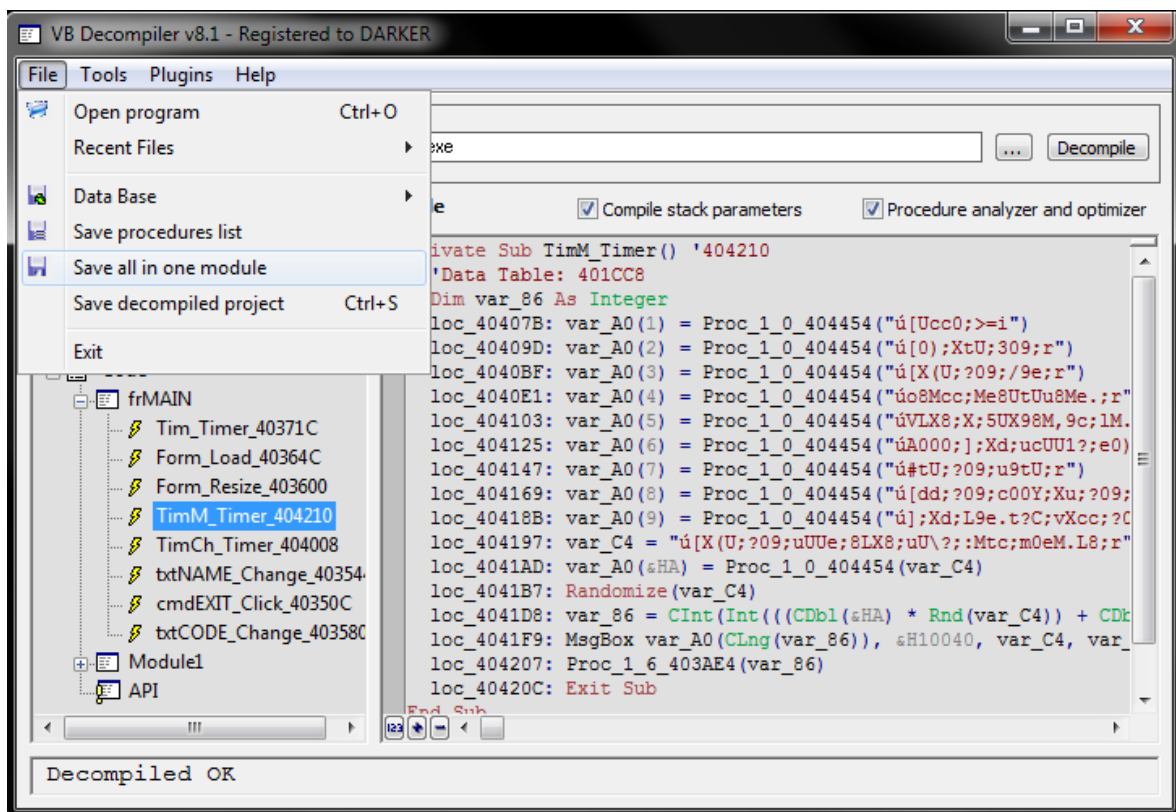 VB Decompiler v8.1 - Registered to DARKER
File Tools Plugins Help
Open program Ctrl+O
Recent Files
Data Base
Save procedures list
Save all in one module
Save decompiled project Ctrl+S
Exit
exe ... Decompile
Compile stack parameters Procedure analyzer and optimizer
frMAIN
Tim_Timer_40371C
Form_Load_40364C
Form_Resize_403600
TimM_Timer_404210
TimCh_Timer_404008
txtNAME_Change_40354
cmdEXIT_Click_40350C
txtCODE_Change_403580
Module1
API
ivate Sub TimM_Timer() '404210
'Data Table: 401CC8
Dim var_86 As Integer
loc_40407B: var_A0(1) = Proc_1_0_404454("ú[Ucc0;>=i")
loc_40409D: var_A0(2) = Proc_1_0_404454("ú[0);XtU;309;r")
loc_4040BF: var_A0(3) = Proc_1_0_404454("ú[X(U;?09;/9e;r")
loc_4040E1: var_A0(4) = Proc_1_0_404454("úo8Mcc;Me8UtUu8Me.;r"
loc_404103: var_A0(5) = Proc_1_0_404454("úVLX8;X;5UX98M,9c;lM.
loc_404125: var_A0(6) = Proc_1_0_404454("úA000;];Xd;ucUU1?;e0)
loc_404147: var_A0(7) = Proc_1_0_404454("ú#tU;?09;u9tU;r")
loc_404169: var_A0(8) = Proc_1_0_404454("ú[dd;?09;c00Y;Xu;?09;
loc_40418B: var_A0(9) = Proc_1_0_404454("ú];Xd;L9e.t?C;vXcc;?0
loc_404197: var_C4 = "ú[X(U;?09;uUUe;8LX8;uU\?;:Mtc;m0eM.L8;r"
loc_4041AD: var_A0(&HA) = Proc_1_0_404454(var_C4)
loc_4041B7: Randomize(var_C4)
loc_4041D8: var_86 = CInt(Int(((CDbl(&HA) * Rnd(var_C4)) + CDb
loc_4041F9: MsgBox var_A0(CLng(var_86)), &H10040, var_C4, var_
loc_404207: Proc_1_6_403AE4(var_86)
loc_40420C: Exit Sub
End Sub
Decompiled OK